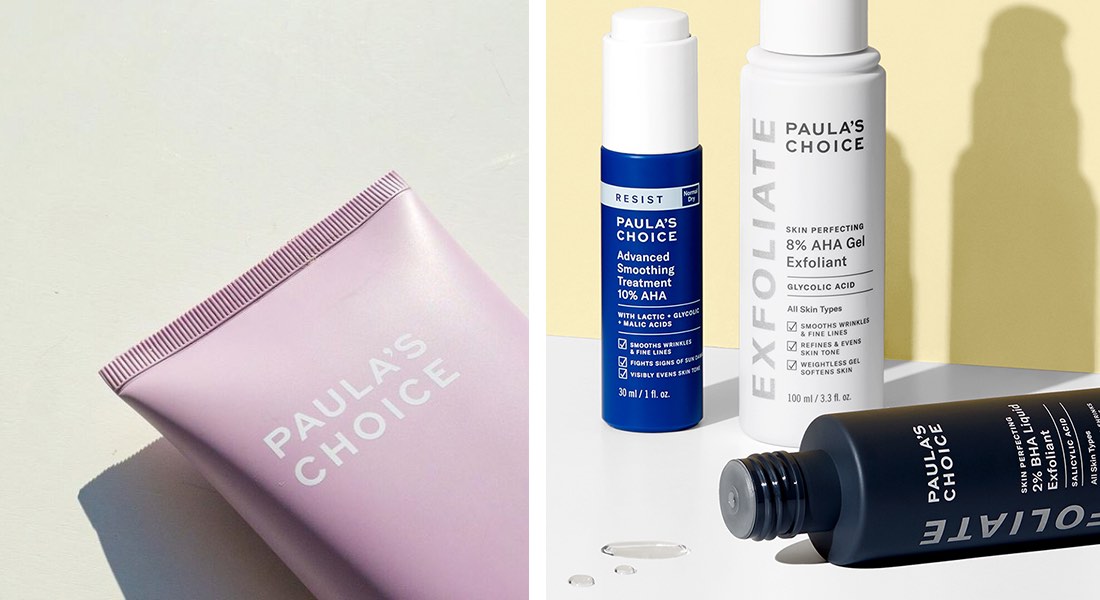 PAULA'S
CHOICE
RESIST
Normal
Dry
PAULA'S
CHOICE
Advanced
Smoothing
Treatment
10% AHA
WITH LACTIC + GLYCOLIC
+ MALIC ACIDS
SMOOTHS WRINKLES
& FINE LINES
FIGHTS SIGNS OF SUN
VISIBLY EVENS SKIN TONE
30 ml / 1 fl. oz.
EXFOLIATE
PAULA'S
CHOICE
SKIN PERFECTING
8% AHA Gel
Exfoliant
GLYCOLIC ACID
All Skin Types
SMOOTHS WRINKLES
& FINE LINES
REFINES & EVENS
SKIN TONE
WEIGHTLESS GEL
SOFTENS SKIN
100 ml / 3.3 fl. oz.
PAULA'S
CHOICE
SKIN PERFECTING
2% BHA Liquid
Exfoliant
SALICYLIC ACID
All Skin Types
FOLIATE